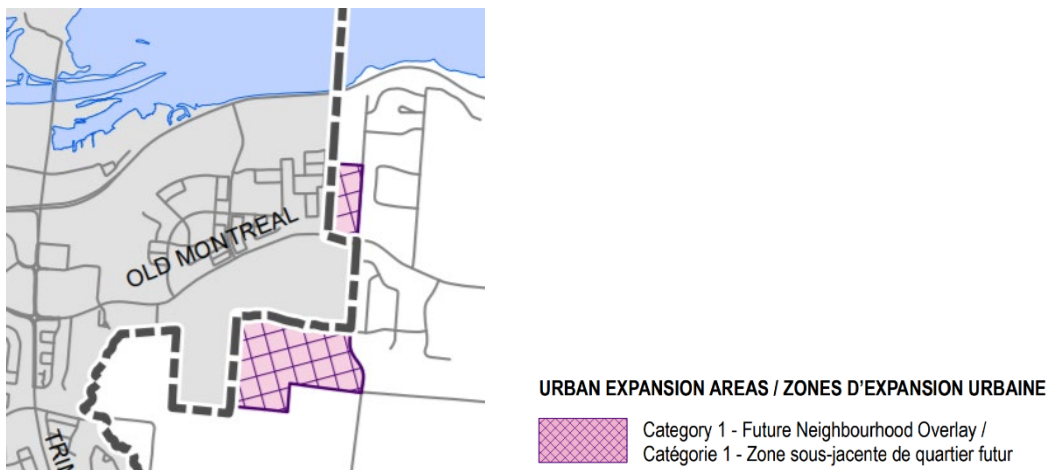 OLD MONTREAL
TRIN
URBAN EXPANSION AREAS / ZONES D'EXPANSION URBAINE
Category 1 - Future Neighbourhood Overlay /
Catégorie 1 - Zone sous-jacente de quartier futur